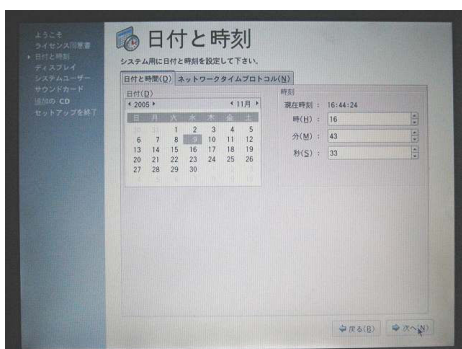 ようこそ
ライセンス同意書
日付と時刻
ディスプレイ
システムユーザー
サウンドカード
追加の CD
セットアップを終了
日付と時刻
システム用に日付と時刻を設定して下さい。
日付と時間(D) ネットワークタイムプロトコル(N)
日付(D)
2005 11月
日 月 火 水 木 金 土
1 2 3 4 5
6 7 8 9 10 11 12
13 14 15 16 17 18 19
20 21 22 23 24 25 26
27 28 29 30
時刻
現在時刻 : 16:44:24
時(H) : 16
分(M) : 43
秒(S) : 33
戻る(B) 次へ(N)